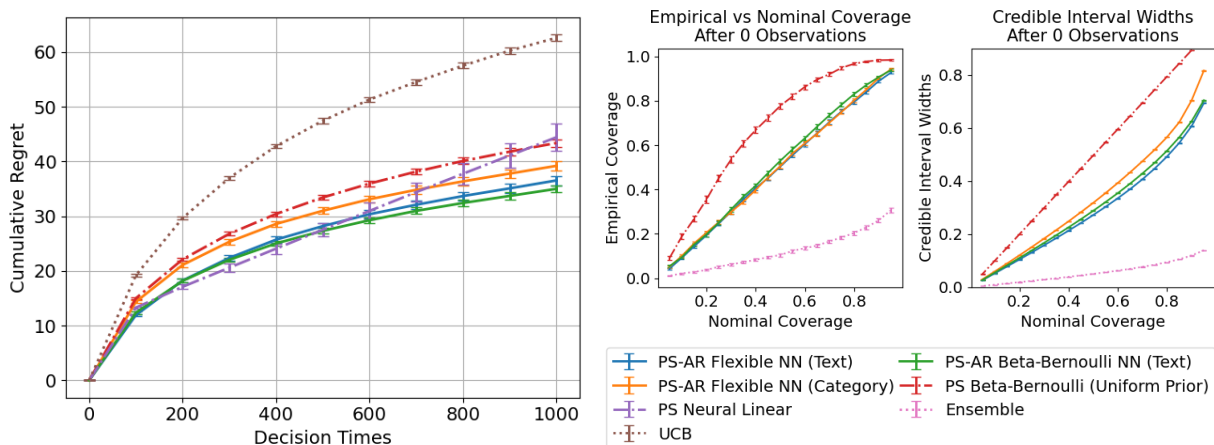 Cumulative Regret
60
50
40
30
20
10
0
0 200 400 600 800 1000
Decision Times
Empirical vs Nominal Coverage
After 0 Observations
Empirical Coverage
1.0
0.8
0.6
0.4
0.2
0.0
0.2 0.4 0.6 0.8
Nominal Coverage
Credible Interval Widths
After 0 Observations
Credible Interval Widths
0.8
0.6
0.4
0.2
0.0
0.2 0.4 0.6 0.8
Nominal Coverage
PS-AR Flexible NN (Text)
PS-AR Flexible NN (Category)
PS Neural Linear
UCB
PS-AR Beta-Bernoulli NN (Text)
PS Beta-Bernoulli (Uniform Prior)
Ensemble